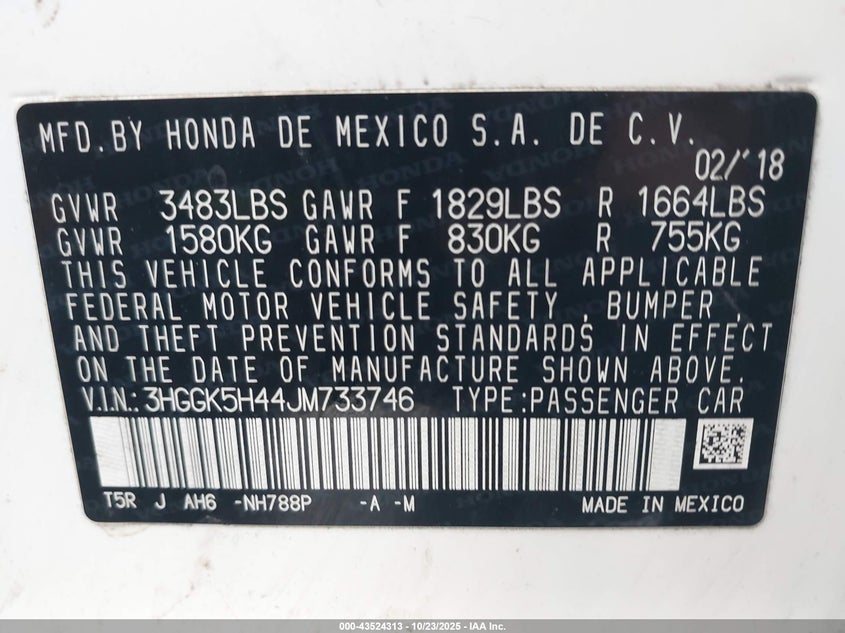 MFD.BY HONDA DE MEXICO S.A. DE C.V.
02/'18
GVWR 3483LBS GAWR F 1829LBS R 1664LBS
GVWR 1580KG GAWR F 830KG R 755KG
THIS VEHICLE CONFORMS TO ALL APPLICABLE
FEDERAL MOTOR VEHICLE SAFETY , BUMPER ,
AND THEFT PREVENTION STANDARDS IN EFFECT
ON THE DATE OF MANUFACTURE SHOWN ABOVE.
V.I.N.: 3HGGK5H44JM733746 TYPE:PASSENGER CAR
T5R J AH6 -NH788P -A -M MADE IN MEXICO
000-43524313 - 10/23/2025 - IAA Inc.